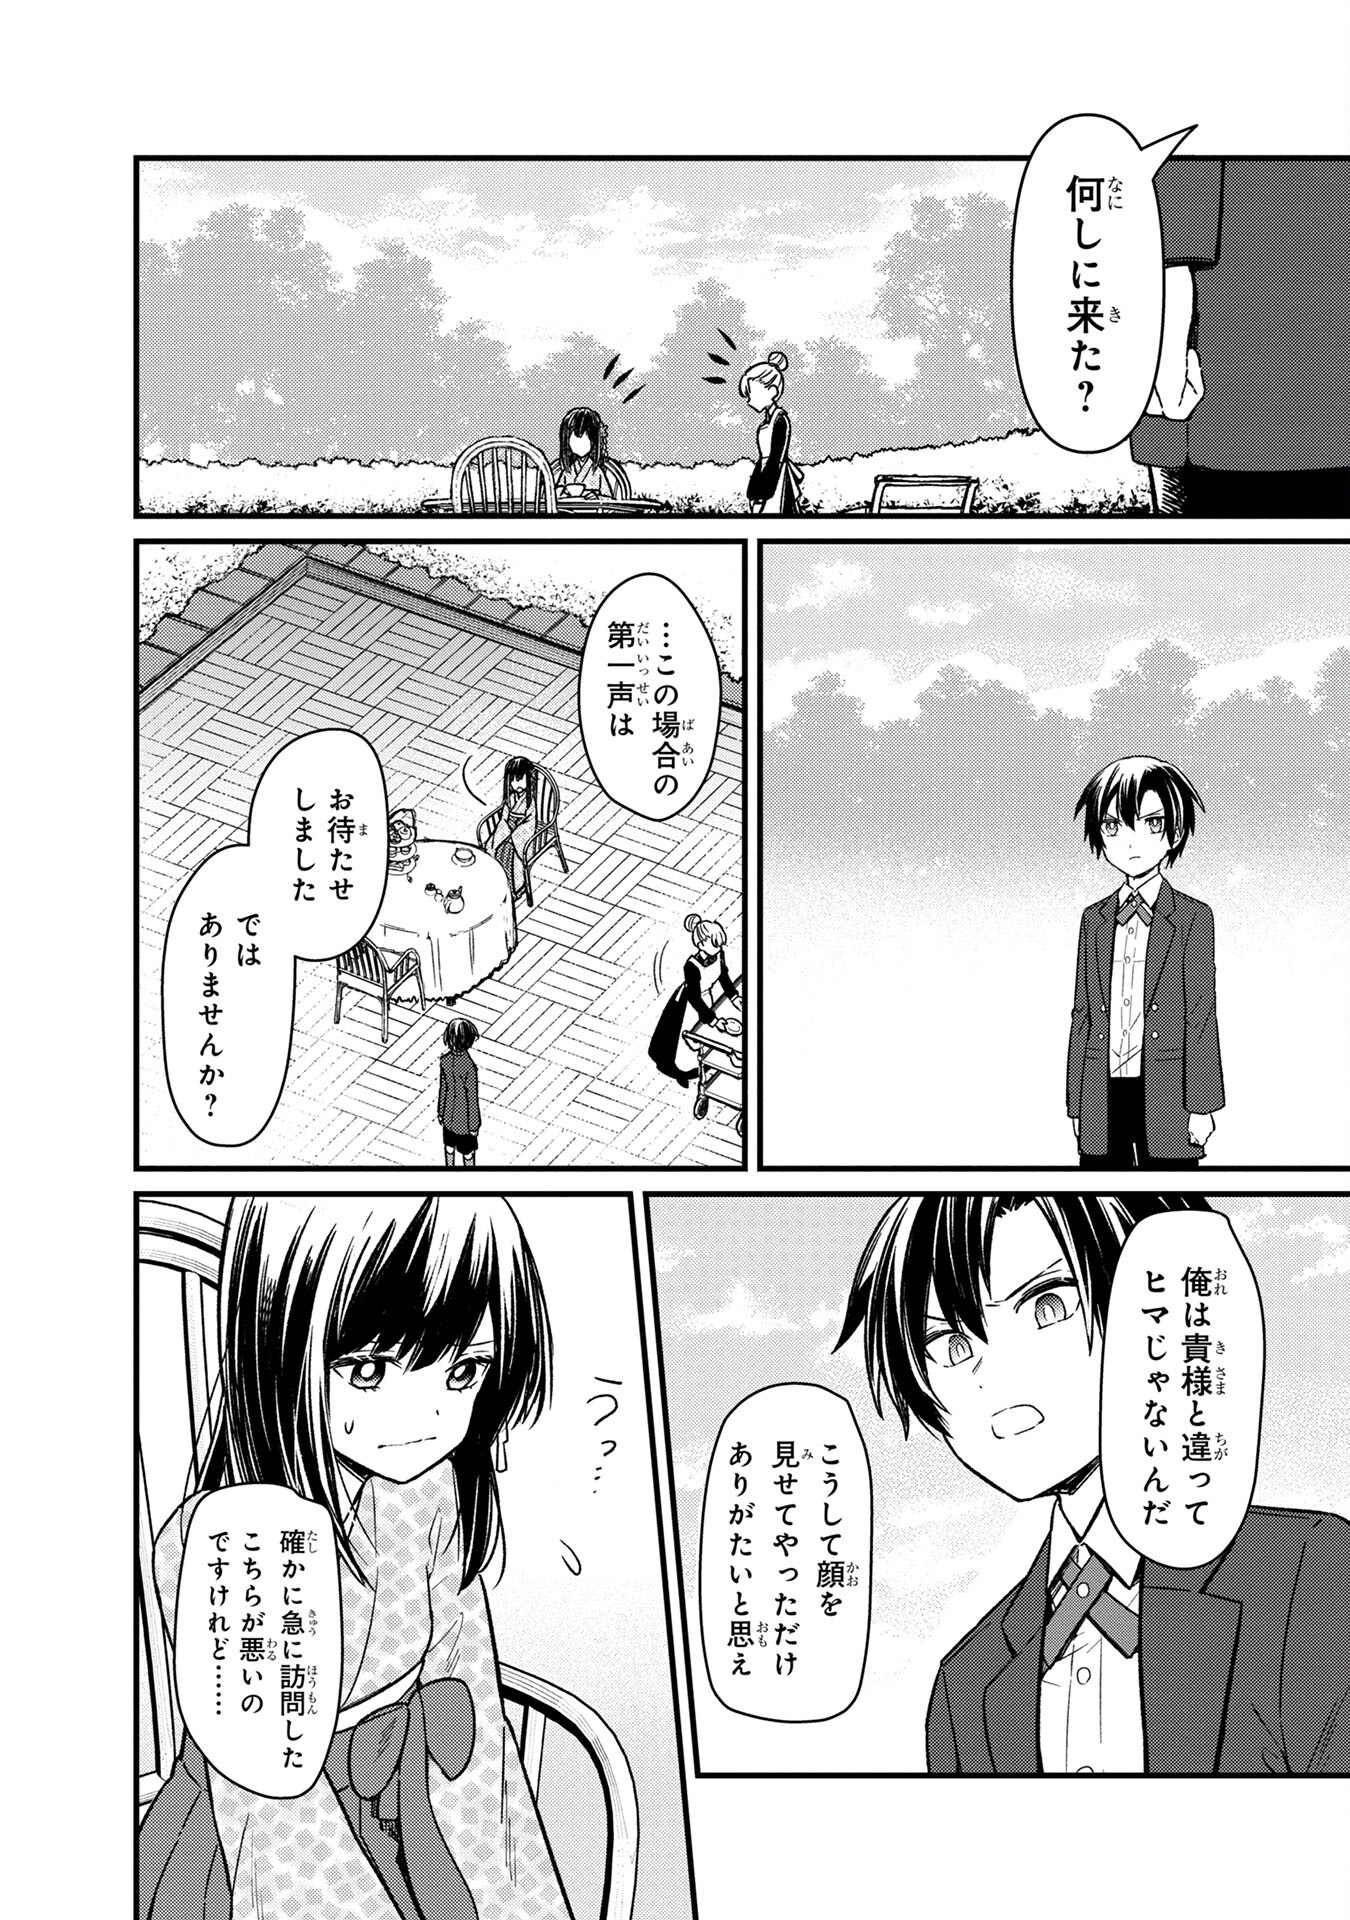 何しに来た?
…この場合の
第一声は
お待たせ
しました
では
ありませんか?
俺は貴様と違って
ヒマじゃないんだ
こうして顔を
見せてやっただけ
ありがたいと思え
確かに急に訪問した
こちらが悪いの
ですけれど……